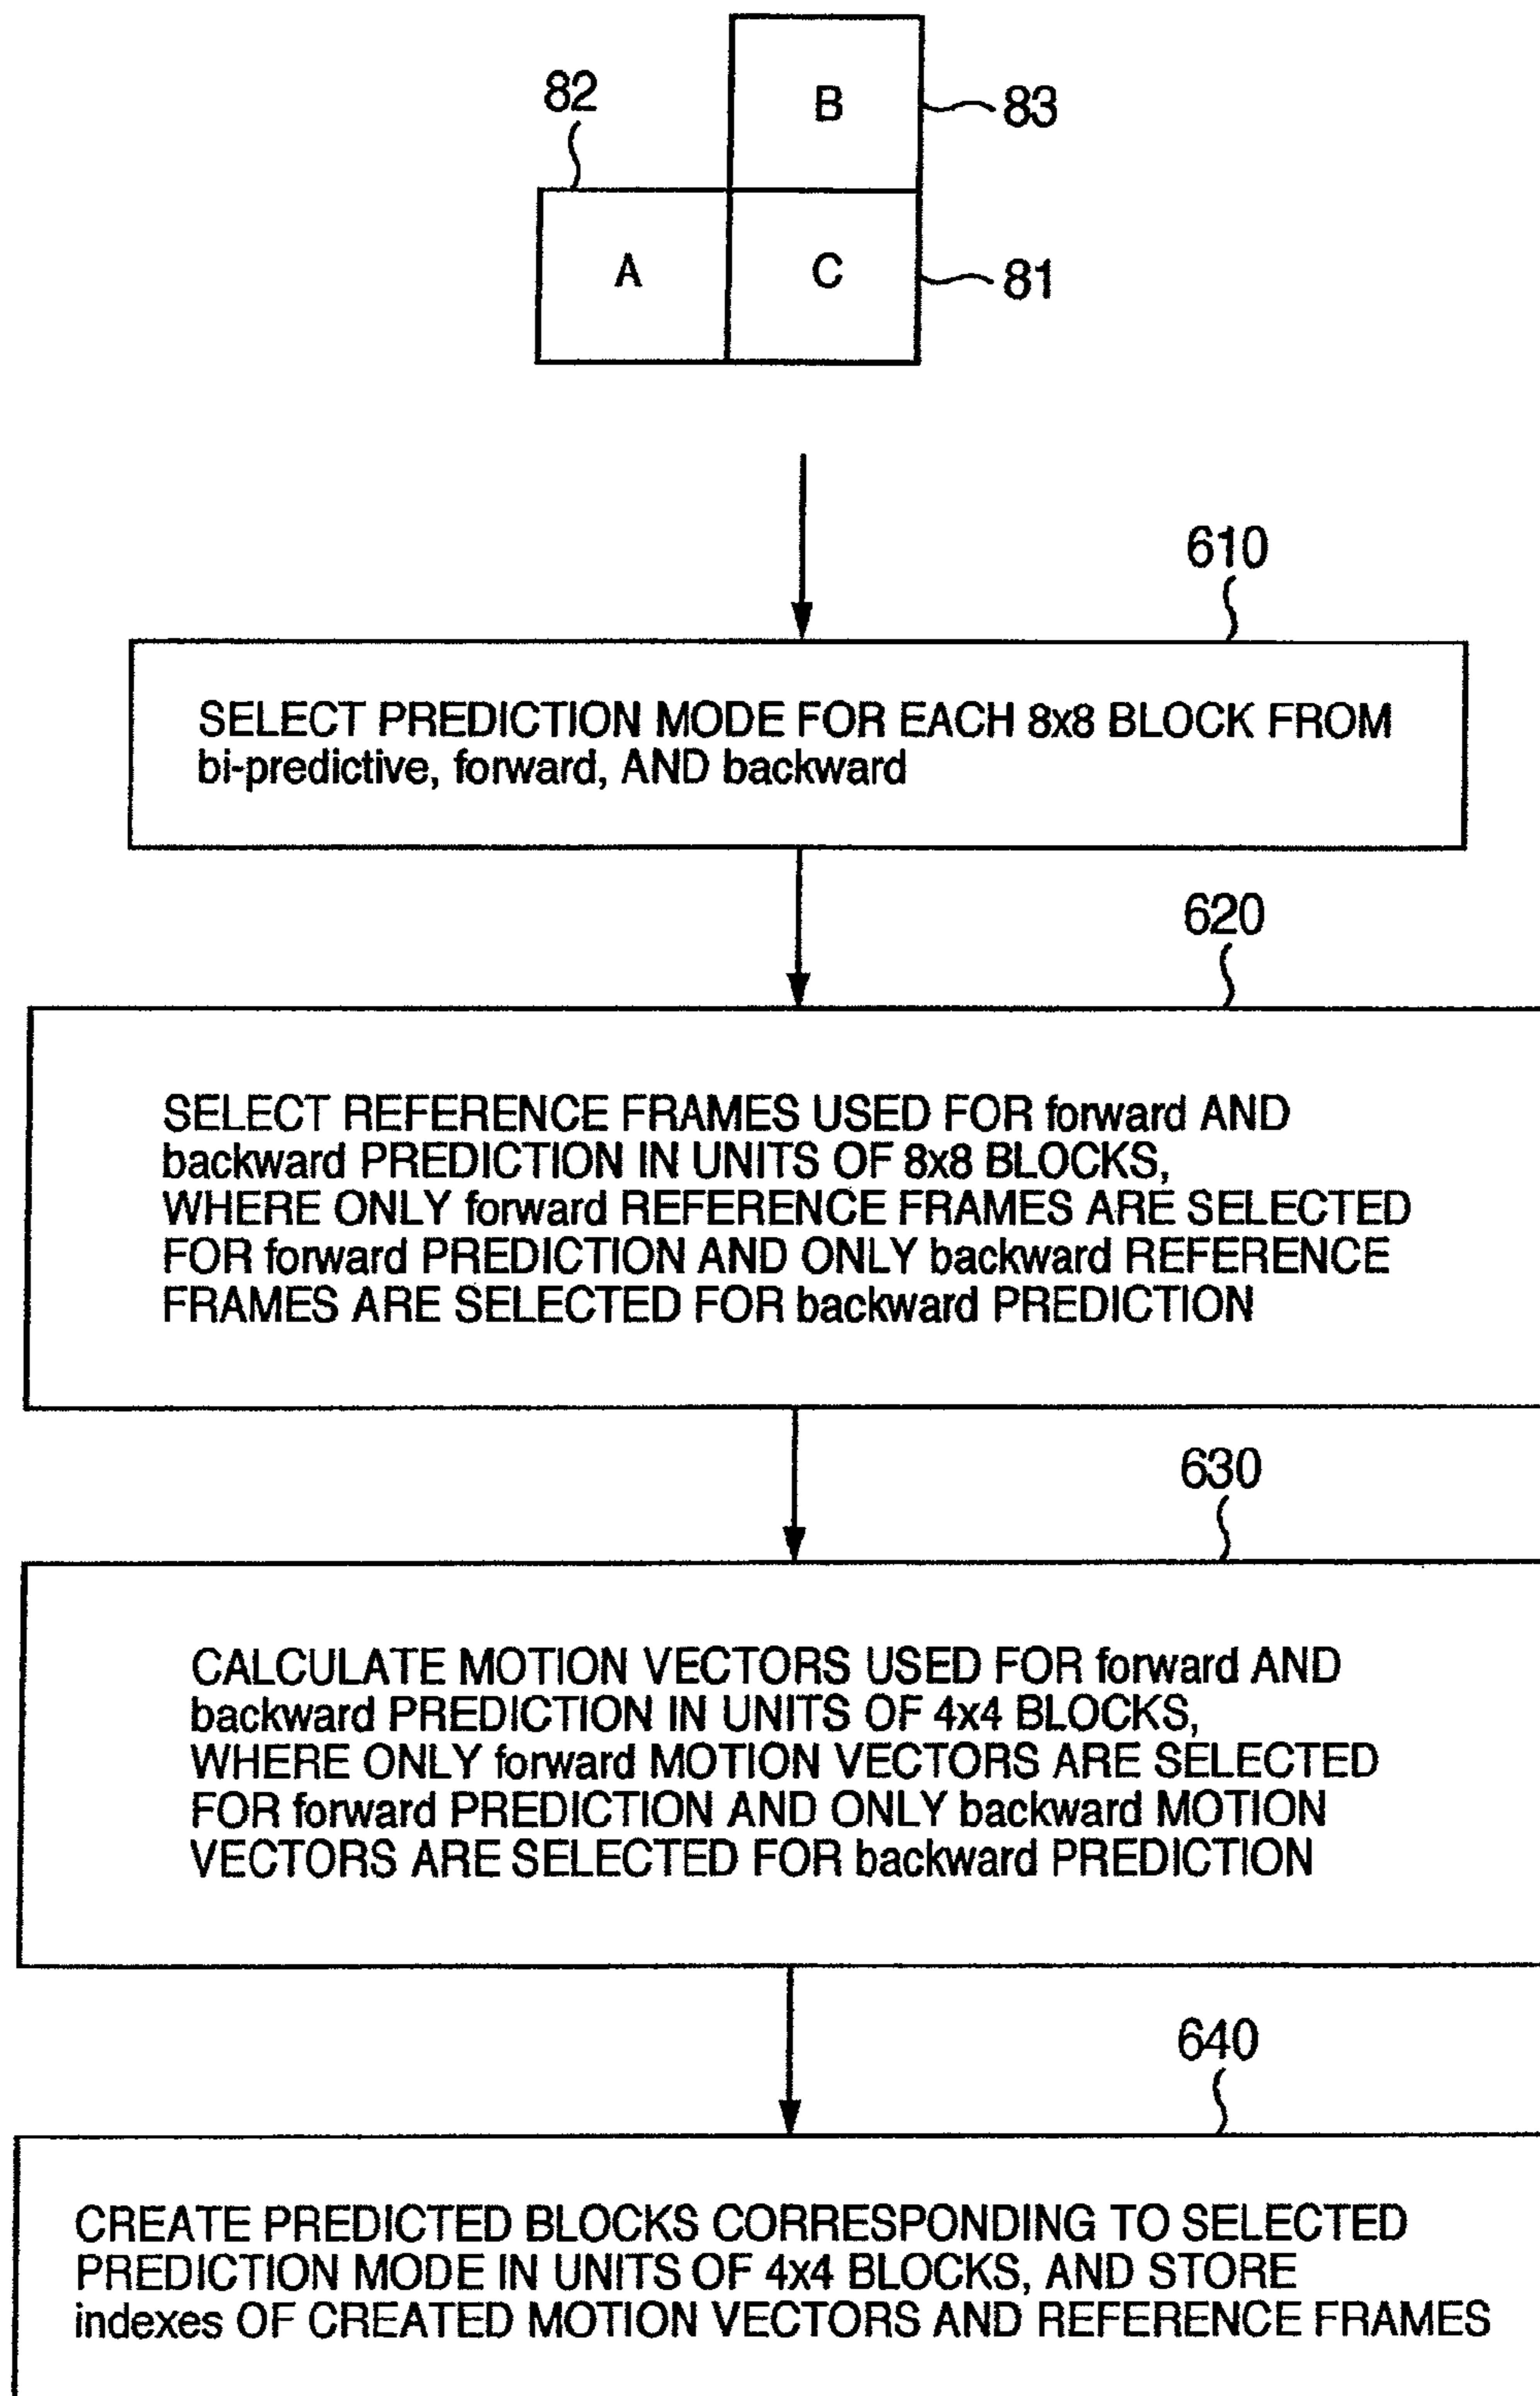 82
B
83
A
C
81
610
SELECT PREDICTION MODE FOR EACH 8x8 BLOCK FROM
bi-predictive, forward, AND backward
620
SELECT REFERENCE FRAMES USED FOR forward AND
backward PREDICTION IN UNITS OF 8x8 BLOCKS,
WHERE ONLY forward REFERENCE FRAMES ARE SELECTED
FOR forward PREDICTION AND ONLY backward REFERENCE
FRAMES ARE SELECTED FOR backward PREDICTION
630
CALCULATE MOTION VECTORS USED FOR forward AND
backward PREDICTION IN UNITS OF 4x4 BLOCKS,
WHERE ONLY forward MOTION VECTORS ARE SELECTED
FOR forward PREDICTION AND ONLY backward MOTION
VECTORS ARE SELECTED FOR backward PREDICTION
640
CREATE PREDICTED BLOCKS CORRESPONDING TO SELECTED
PREDICTION MODE IN UNITS OF 4x4 BLOCKS, AND STORE
indexes OF CREATED MOTION VECTORS AND REFERENCE FRAMES